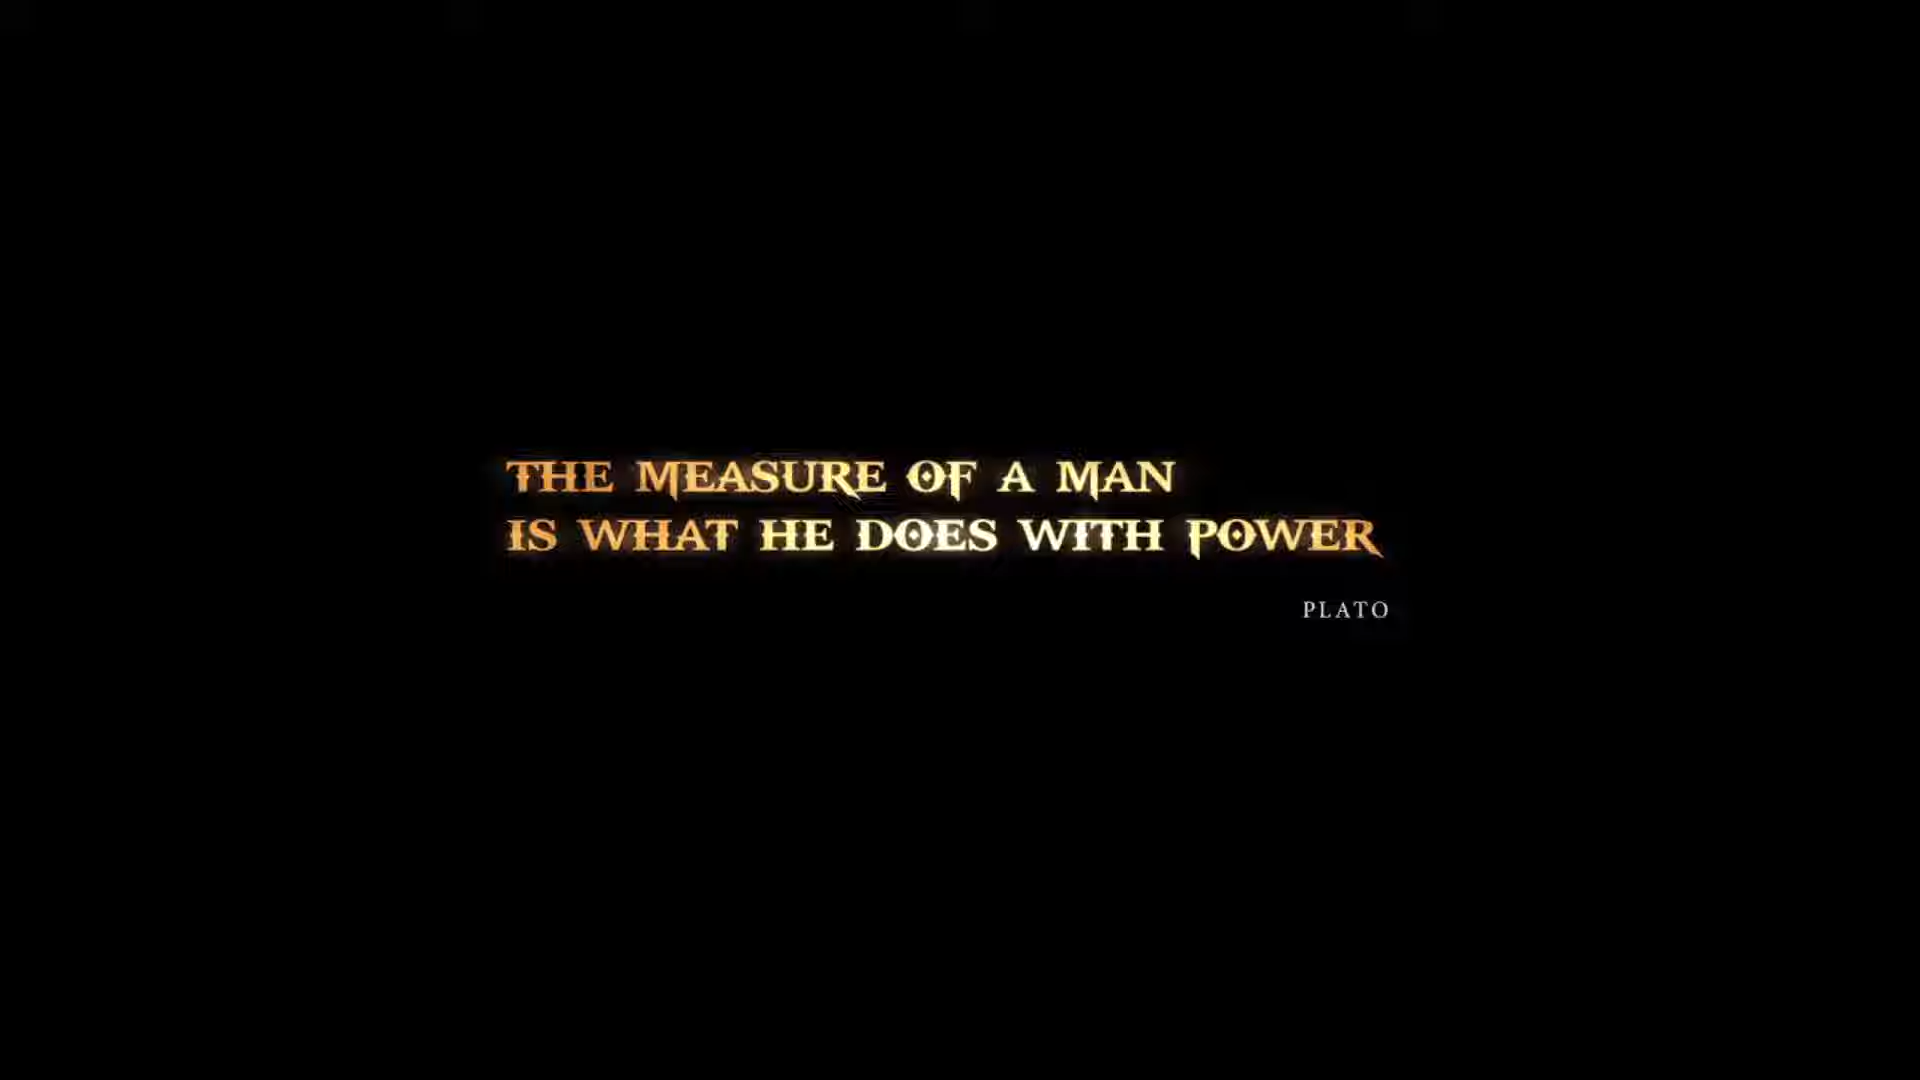 THE MEASURE OF A MAN
IS WHAT HE DOES WITH POWER
PLATO